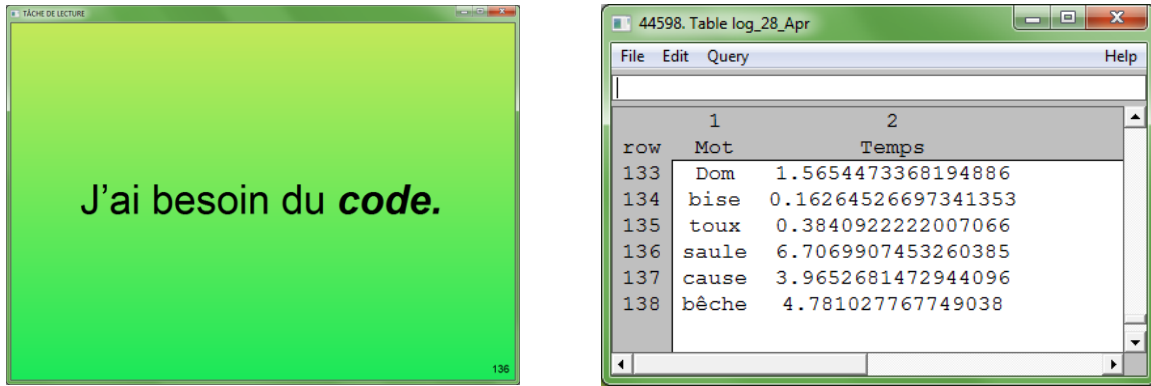 TÂCHE DE LECTURE
J'ai besoin du code.
136
44598. Table log_28_Apr
File Edit Query Help
1 2
row Mot Temps
133 Dom 1.5654473368194886
134 bise 0.16264526697341353
135 toux 0.3840922222007066
136 saule 6.7069907453260385
137 cause 3.9652681472944096
138 bêche 4.781027767749038